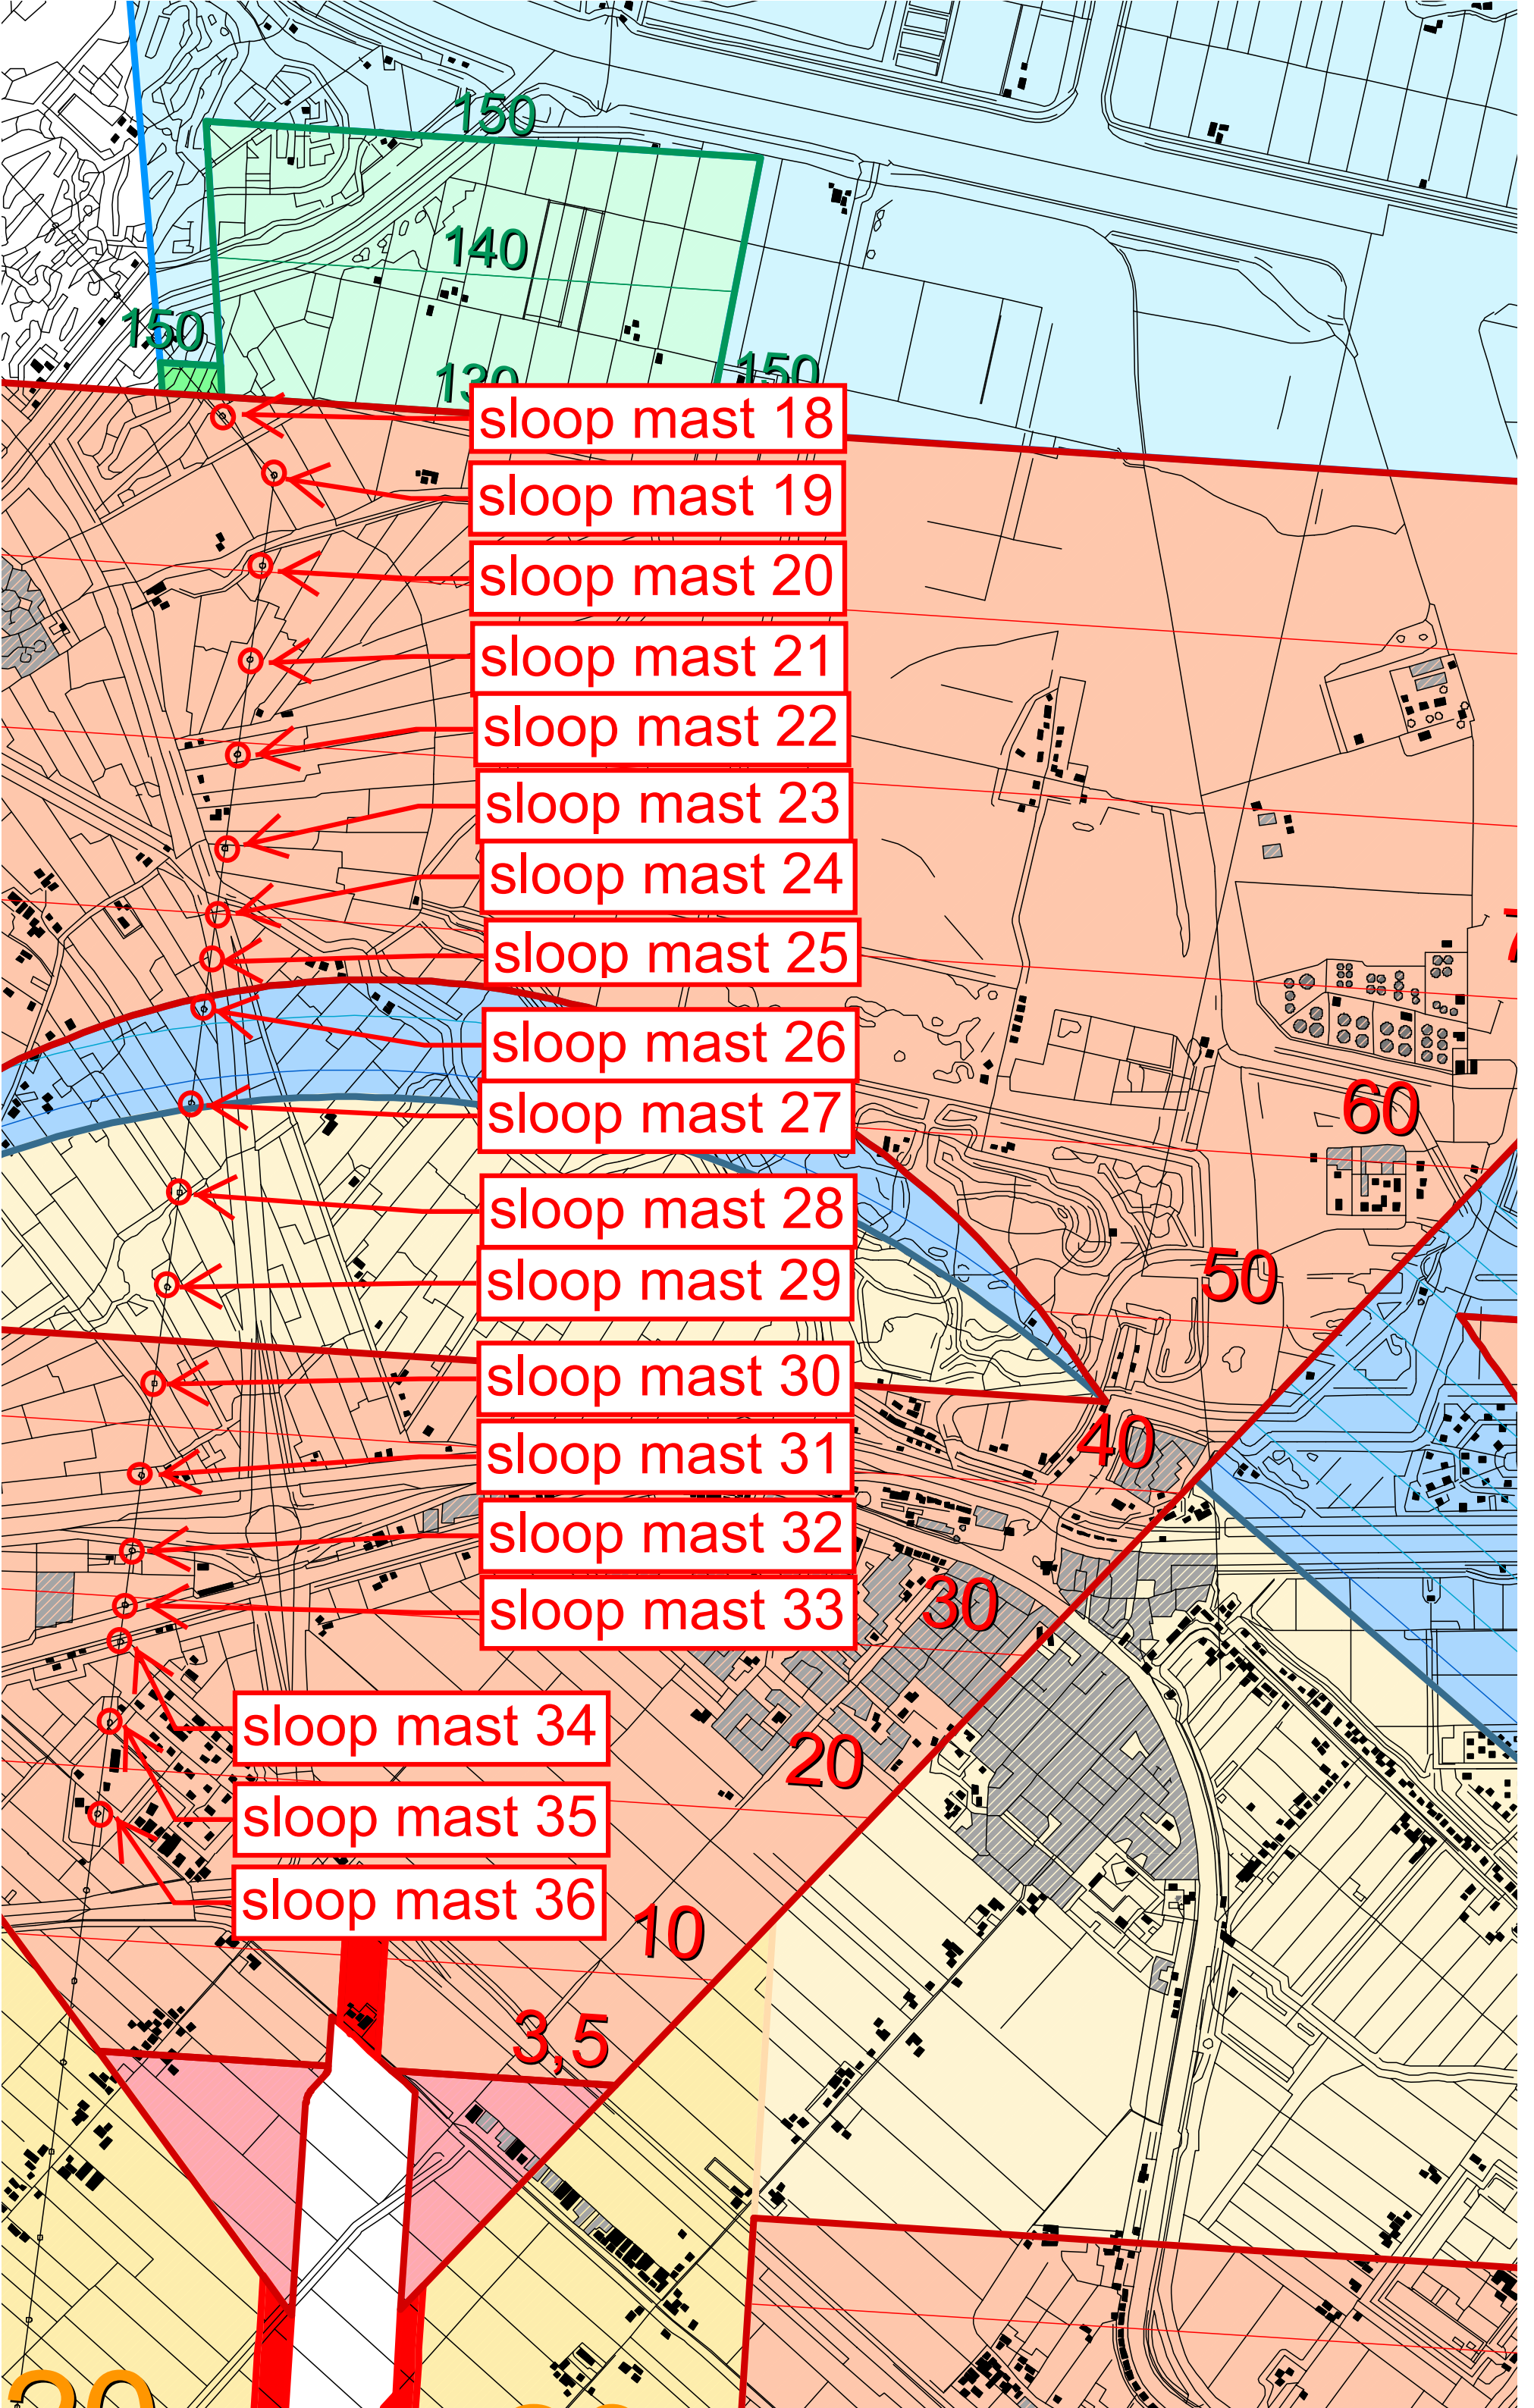 150
140
150
130
150
sloop mast 18
sloop mast 19
sloop mast 20
sloop mast 21
sloop mast 22
sloop mast 23
sloop mast 24
sloop mast 25
sloop mast 26
sloop mast 27
60
sloop mast 28
50
sloop mast 29
sloop mast 30
40
sloop mast 31
sloop mast 32
30
sloop mast 33
sloop mast 34
20
sloop mast 35
sloop mast 36
10
3,5